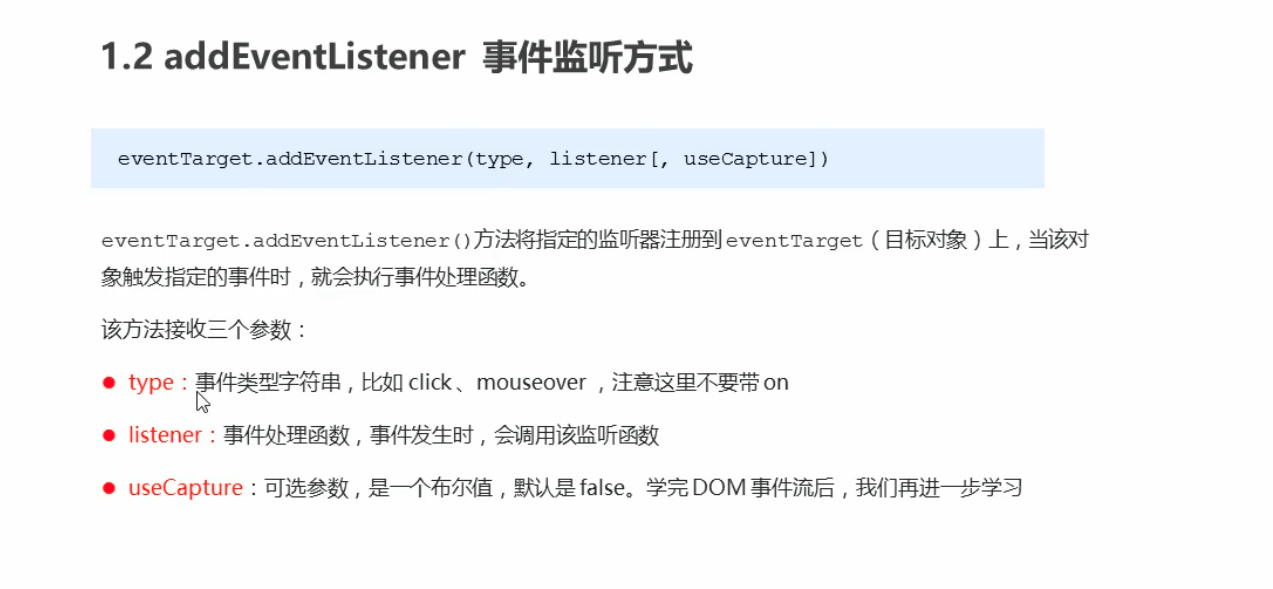 1.2 addEventListener 事件监听方式
eventTarget.addEventListener(type, listener[, useCapture])
eventTarget.addEventListener()方法将指定的监听器注册到 eventTarget（目标对象）上，当该对
象触发指定的事件时，就会执行事件处理函数。
该方法接收三个参数：
● type：事件类型字符串，比如 click 、mouseover ，注意这里不要带 on
● listener：事件处理函数，事件发生时，会调用该监听函数
● useCapture：可选参数，是一个布尔值，默认是 false。学完 DOM 事件流后，我们再进一步学习